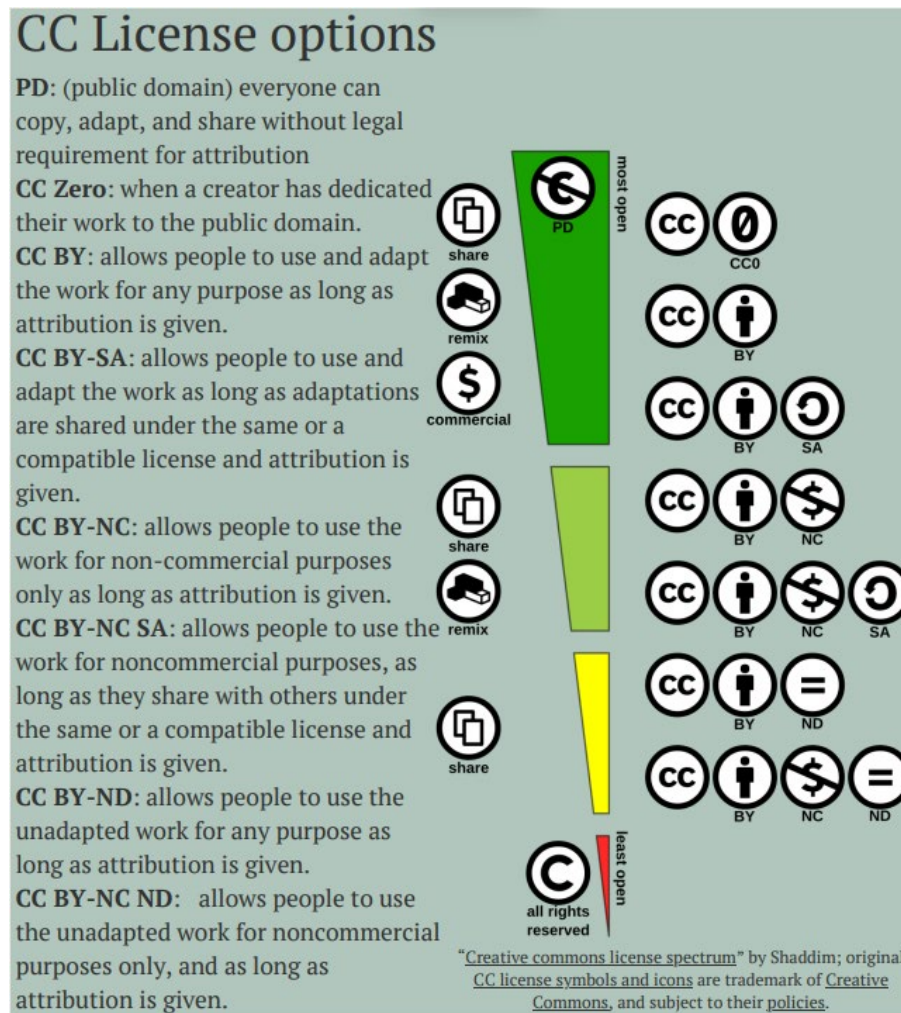 CC License options
PD: (public domain) everyone can
copy, adapt, and share without legal
requirement for attribution
CC Zero: when a creator has dedicated
their work to the public domain.
CC BY: allows people to use and adapt
the work for any purpose as long as
attribution is given.
CC BY-SA: allows people to use and
adapt the work as long as adaptations
are shared under the same or a
compatible license and attribution is
given.
CC BY-NC: allows people to use the
work for non-commercial purposes
only as long as attribution is given.
CC BY-NC SA: allows people to use the
work for noncommercial purposes, as
long as they share with others under
the same or a compatible license and
attribution is given.
CC BY-ND: allows people to use the
unadapted work for any purpose as
long as attribution is given.
CC BY-NC ND: allows people to use
the unadapted work for noncommercial
purposes only, and as long as
attribution is given.
share
remix
$
commercial
share
remix
share
C
PD
most open
least open
C
all rights
reserved
CC 0
CC0
CC
BY
CC
BY SA
CC $
BY NC
CC $
BY NC SA
CC =
BY ND
CC $ =
BY NC ND
“Creative commons license spectrum” by Shaddim; original
CC license symbols and icons are trademark of Creative
Commons, and subject to their policies.